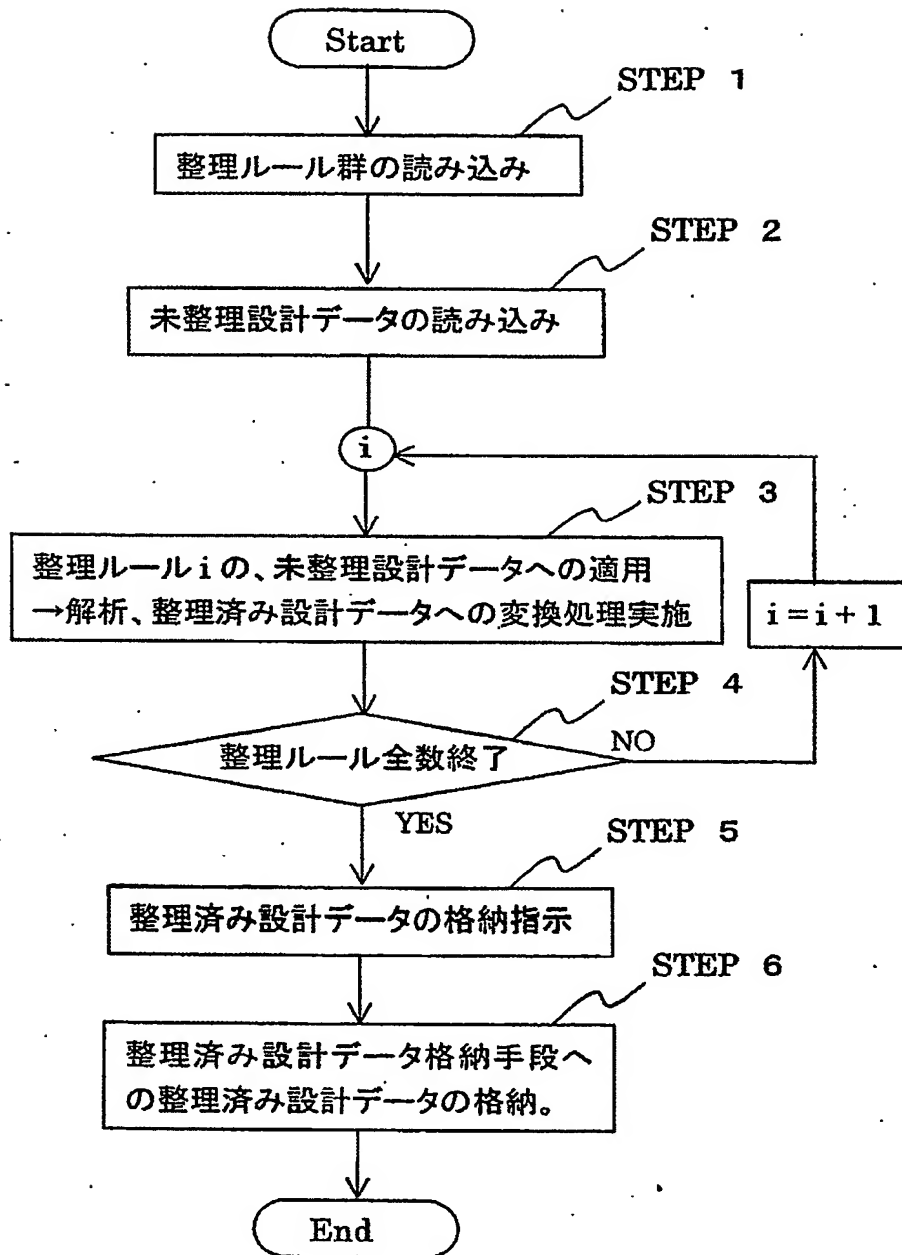 Start
STEP 1
整理ルール群の読み込み
STEP 2
未整理設計データの読み込み
i
STEP 3
整理ルールiの、未整理設計データへの適用
→解析、整理済み設計データへの変換処理実施
i=i+1
STEP 4
整理ルール全数終了
NO
YES
STEP 5
整理済み設計データの格納指示
STEP 6
整理済み設計データ格納手段へ
の整理済み設計データの格納。
End